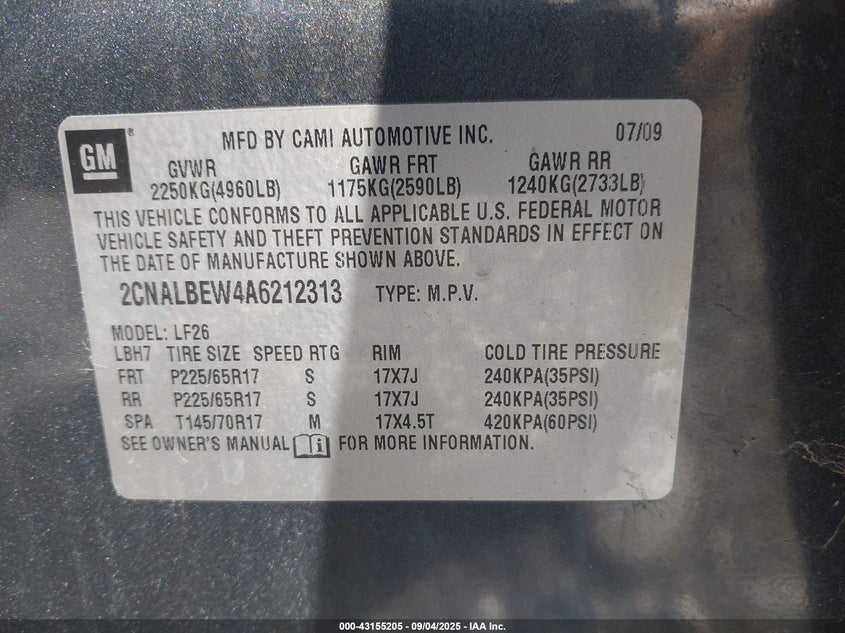 GM
®
MFD BY CAMI AUTOMOTIVE INC. 07/09
GVWR GAWR FRT GAWR RR
2250KG(4960LB) 1175KG(2590LB) 1240KG(2733LB)
THIS VEHICLE CONFORMS TO ALL APPLICABLE U.S. FEDERAL MOTOR
VEHICLE SAFETY AND THEFT PREVENTION STANDARDS IN EFFECT ON
THE DATE OF MANUFACTURE SHOWN ABOVE.
2CNALBEW4A6212313 TYPE: M.P.V.
MODEL: LF26
LBH7 TIRE SIZE SPEED RTG RIM COLD TIRE PRESSURE
FRT P225/65R17 S 17X7J 240KPA(35PSI)
RR P225/65R17 S 17X7J 240KPA(35PSI)
SPA T145/70R17 M 17X4.5T 420KPA(60PSI)
SEE OWNER'S MANUAL FOR MORE INFORMATION.
000-43155205 - 09/04/2025 - IAA Inc.